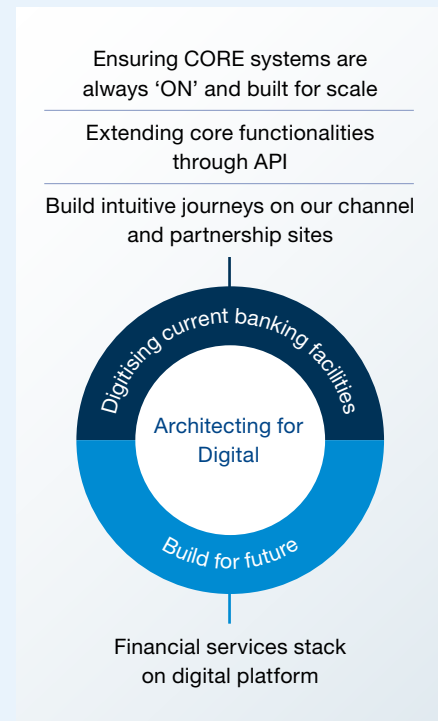 Ensuring CORE systems are
always ‘ON’ and built for scale
Extending core functionalities
through API
Build intuitive journeys on our channel
and partnership sites
Digitising current banking facilities
Architecting for
Digital
Build for future
Financial services stack
on digital platform